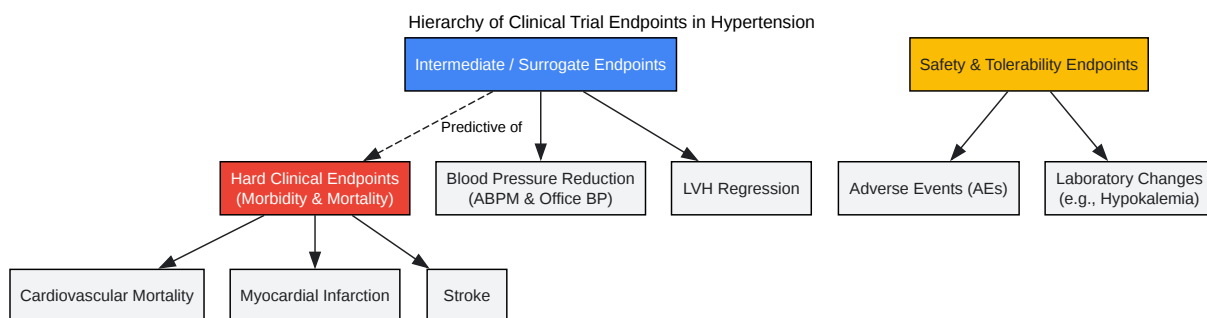 Hierarchy of Clinical Trial Endpoints in Hypertension
Intermediate / Surrogate Endpoints
Safety & Tolerability Endpoints
Predictive of
Hard Clinical Endpoints
(Morbidity & Mortality)
Blood Pressure Reduction
(ABPM & Office BP)
LVH Regression
Adverse Events (AEs)
Laboratory Changes
(e.g., Hypokalemia)
Cardiovascular Mortality
Myocardial Infarction
Stroke